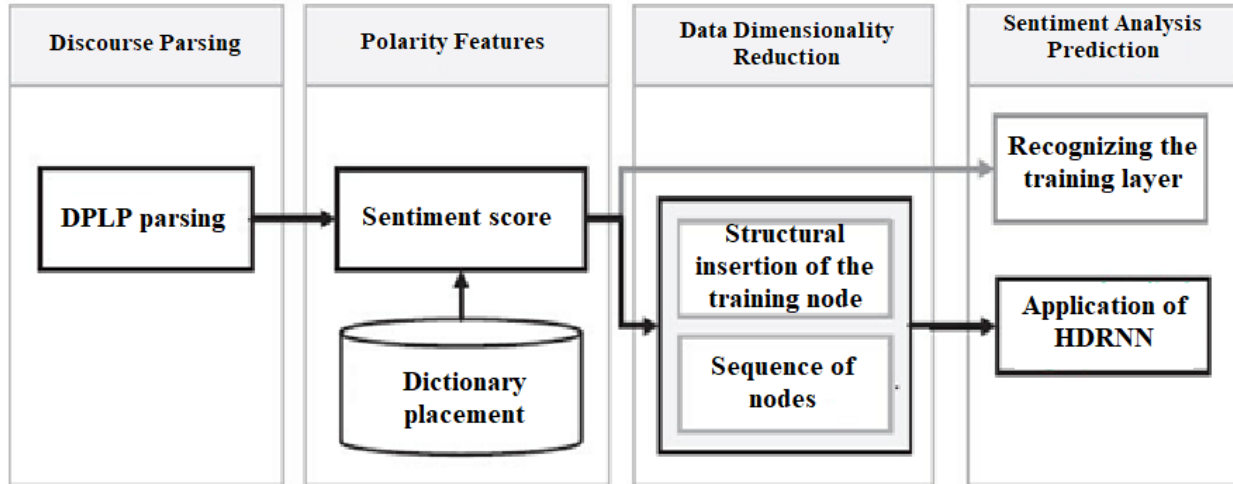 Discourse Parsing
Polarity Features
Data Dimensionality
Reduction
Sentiment Analysis
Prediction
DPLP parsing
Sentiment score
Dictionary
placement
Structural
insertion of the
training node
Sequence of
nodes
Recognizing the
training layer
Application of
HDRNN